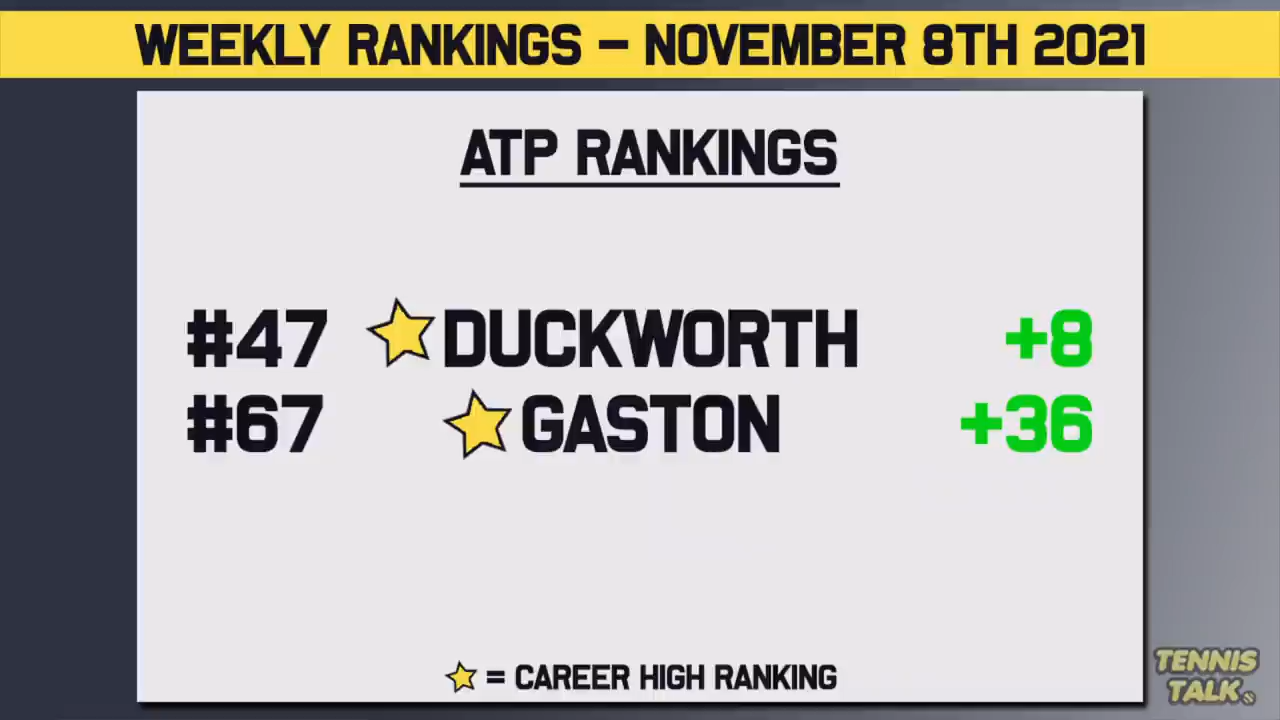 WEEKLY RANKINGS – NOVEMBER 8TH 2021
ATP RANKINGS
#47 DUCKWORTH +8
#67 GASTON +36
= CAREER HIGH RANKING
TENNIS
TALK